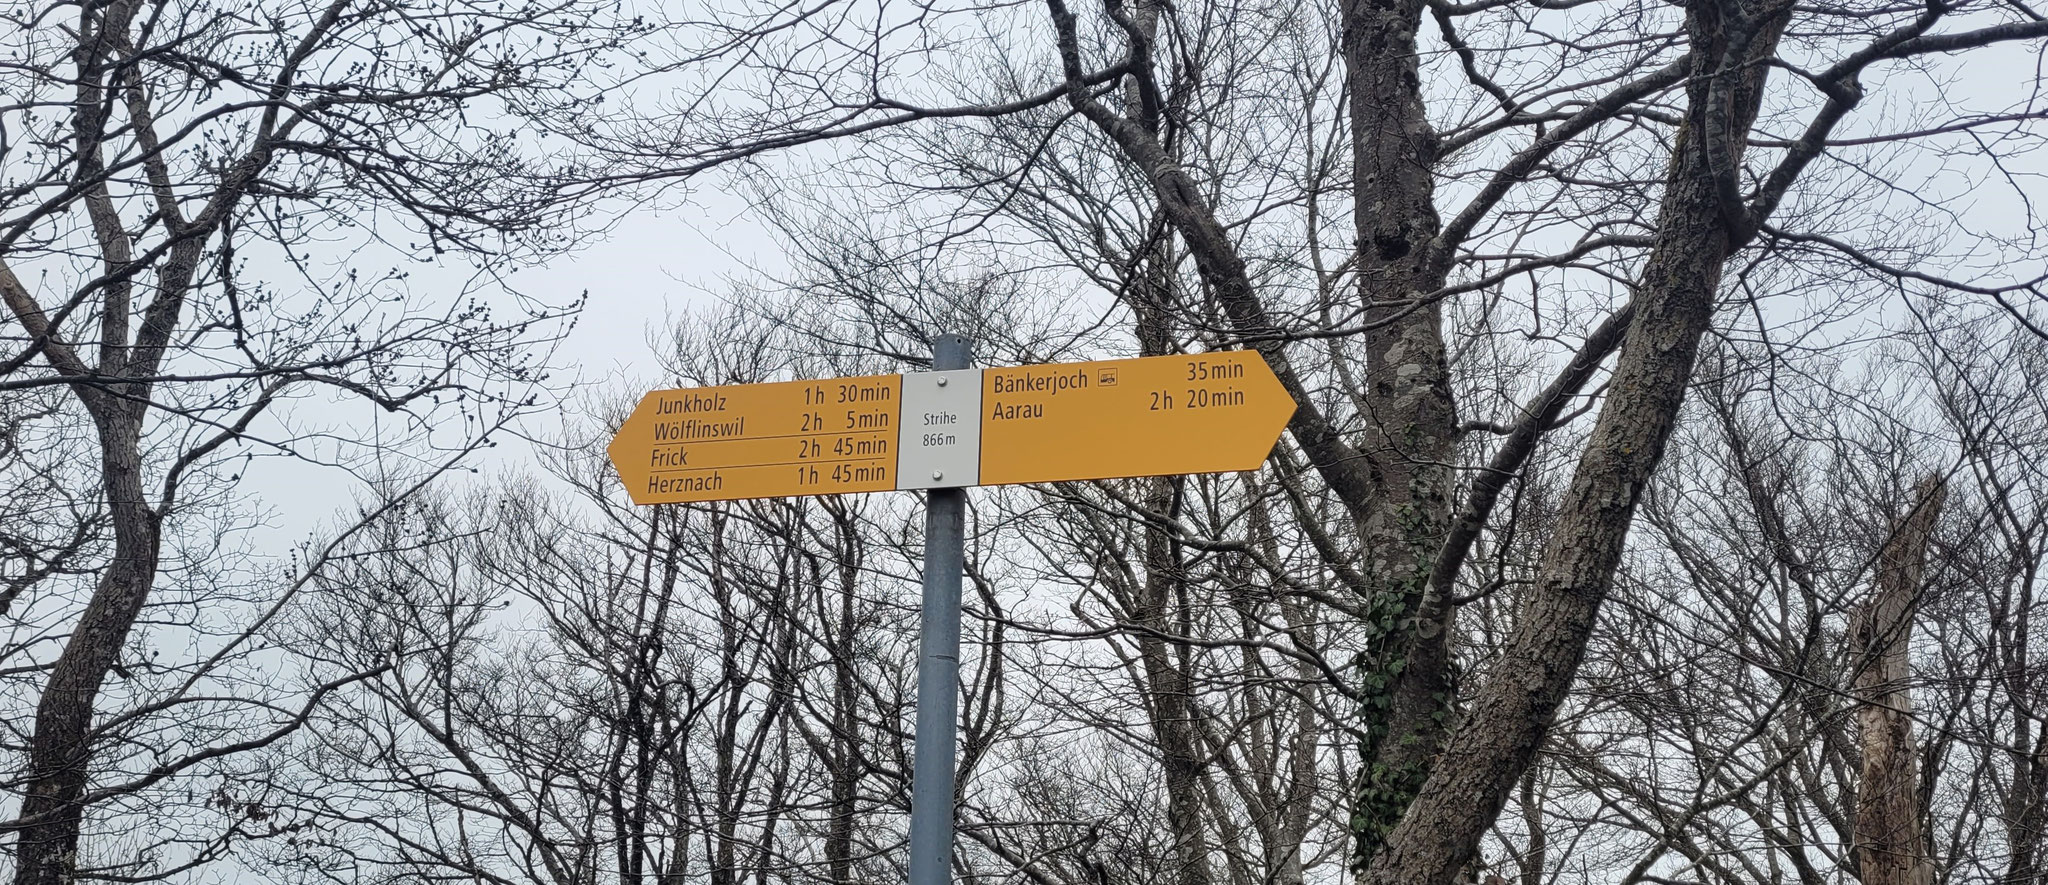 Junkholz 1h 30min
Wölflinswil 2h 5min
Frick 2h 45min
Herznach 1h 45min
Strihe
866m
Bänkerjoch 35min
Aarau 2h 20min